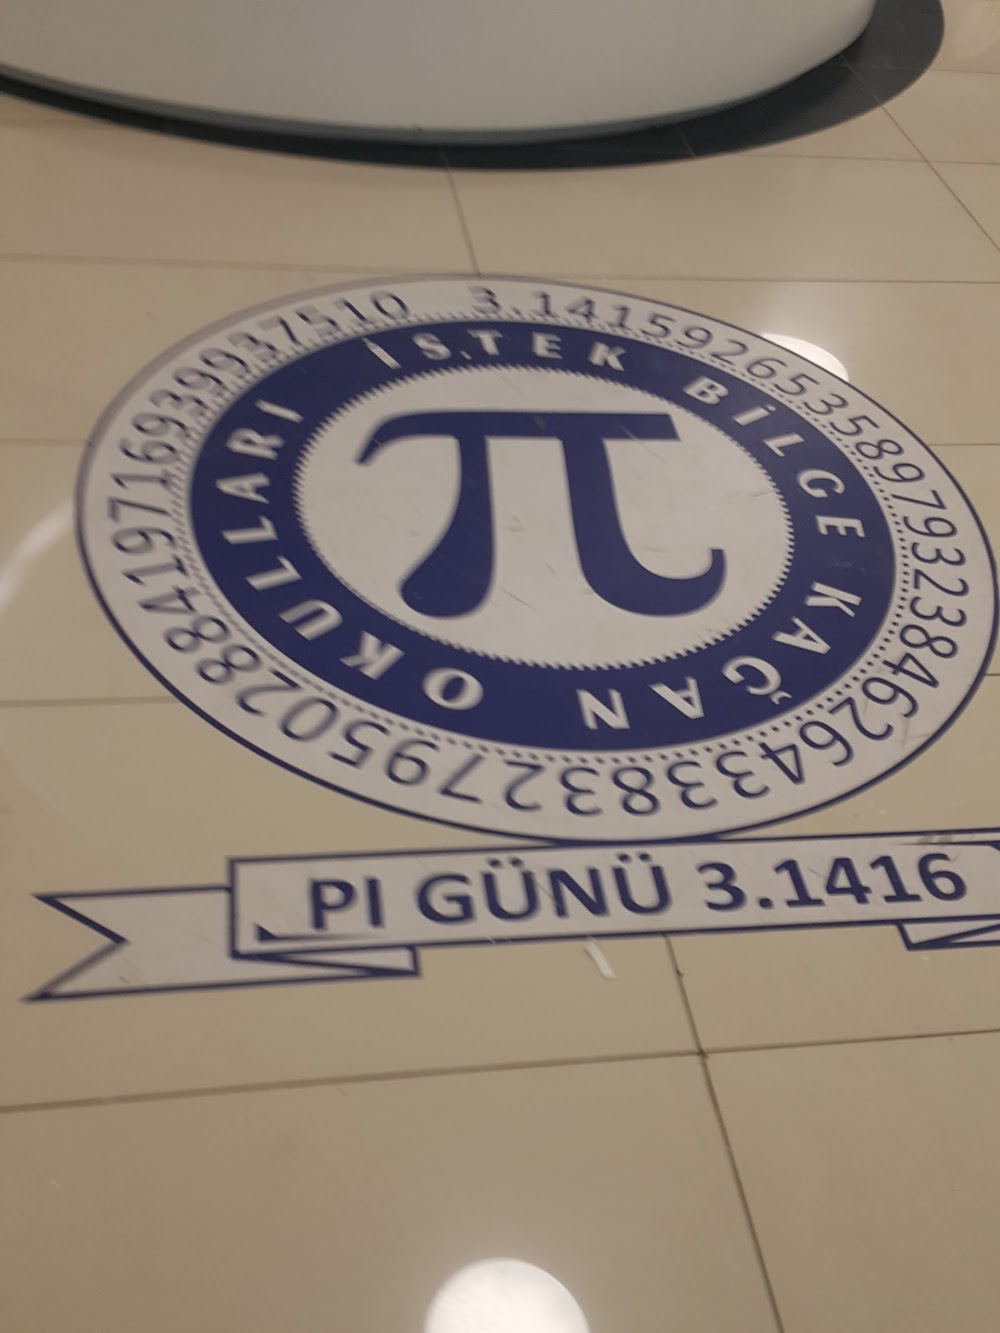 3.14159265358979323846264338327950288419716939937510
İSTEK BİLGE KAĞAN OKULLARI
π
PI GÜNÜ 3.1416